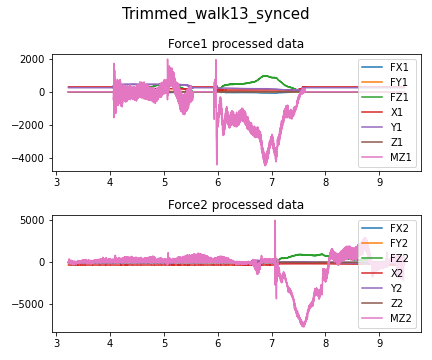 Trimmed_walk13_synced
Force1 processed data
2000
0
−2000
−4000
FX1
FY1
FZ1
X1
Y1
Z1
MZ1
3 4 5 6 7 8 9
Force2 processed data
5000
0
−5000
FX2
FY2
FZ2
X2
Y2
Z2
MZ2
3 4 5 6 7 8 9